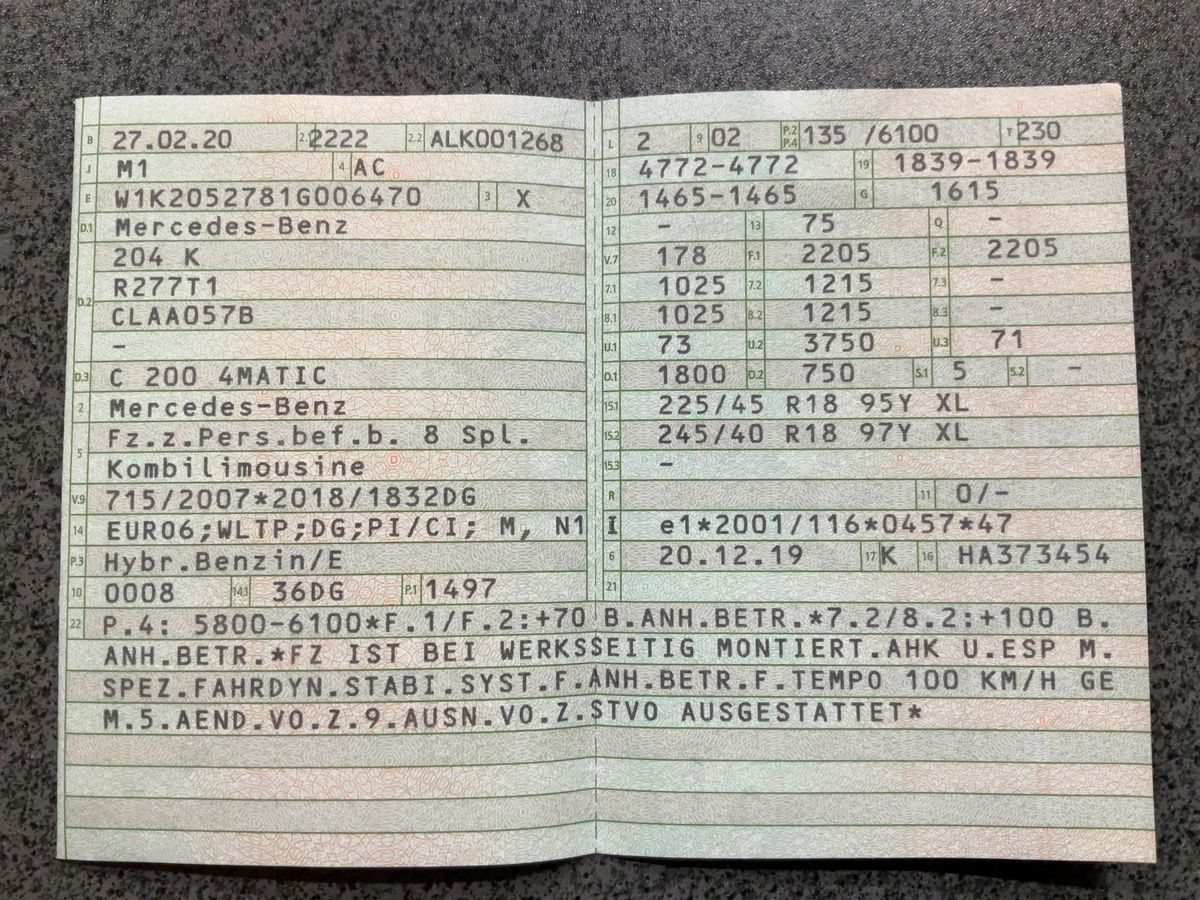 B 27.02.20 2.1 2222 2.2 ALK001268
J M1 4 AC
E W1K2052781G006470 3 X
D.1 Mercedes-Benz
204 K
D.2 R277T1
CLAA057B
-
D.3 C 200 4MATIC
2 Mercedes-Benz
5 Fz.z.Pers.bef.b. 8 Spl.
Kombilimousine
V.9 715/2007*2018/1832DG
14 EURO6;WLTP;DG;PI/CI; M, N1 I
P.3 Hybr.Benzin/E
10 0008 14.1 36DG P.1 1497
L 2 9 02 P.2 P.4 135 /6100 T 230
18 4772-4772 19 1839-1839
20 1465-1465 G 1615
12 - 13 75 Q -
V.7 178 F.1 2205 F.2 2205
7.1 1025 7.2 1215 7.3 -
8.1 1025 8.2 1215 8.3 -
U.1 73 U.2 3750 U.3 71
O.1 1800 O.2 750 S.1 5 S.2 -
15.1 225/45 R18 95Y XL
15.2 245/40 R18 97Y XL
15.3 -
R 11 0/-
e1*2001/116*0457*47
6 20.12.19 17 K 16 HA373454
21
22 P.4: 5800-6100*F.1/F.2:+70 B.ANH.BETR.*7.2/8.2:+100 B.
ANH.BETR.*FZ IST BEI WERKSSEITIG MONTIERT.AHK U.ESP M.
SPEZ.FAHRDYN.STABI.SYST.F.ANH.BETR.F.TEMPO 100 KM/H GE
M.5.AEND.VO.Z.9.AUSN.VO.Z.STVO AUSGESTATTET*